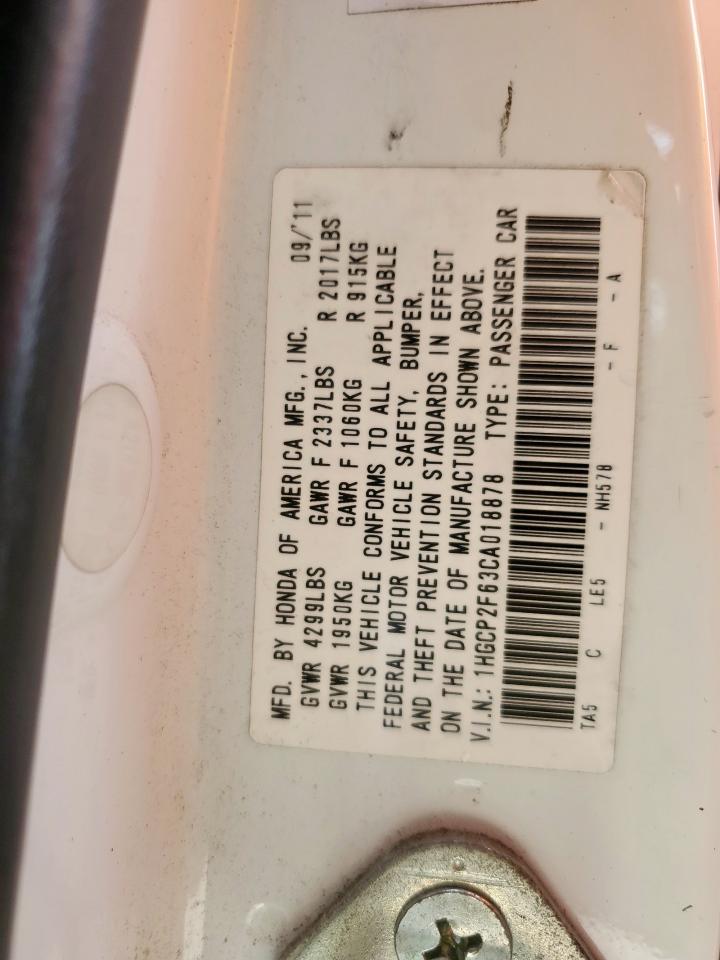 MFD. BY HONDA OF AMERICA MFG., INC. 09/'11
GVWR 4299LBS GAWR F 2337LBS R 2017LBS
GVWR 1950KG GAWR F 1060KG R 915KG
THIS VEHICLE CONFORMS TO ALL APPLICABLE
FEDERAL MOTOR VEHICLE SAFETY, BUMPER,
AND THEFT PREVENTION STANDARDS IN EFFECT
ON THE DATE OF MANUFACTURE SHOWN ABOVE.
V.I.N.: 1HGCP2F63CA018878 TYPE: PASSENGER CAR
TA5 C LE5 - NH578 - F - A